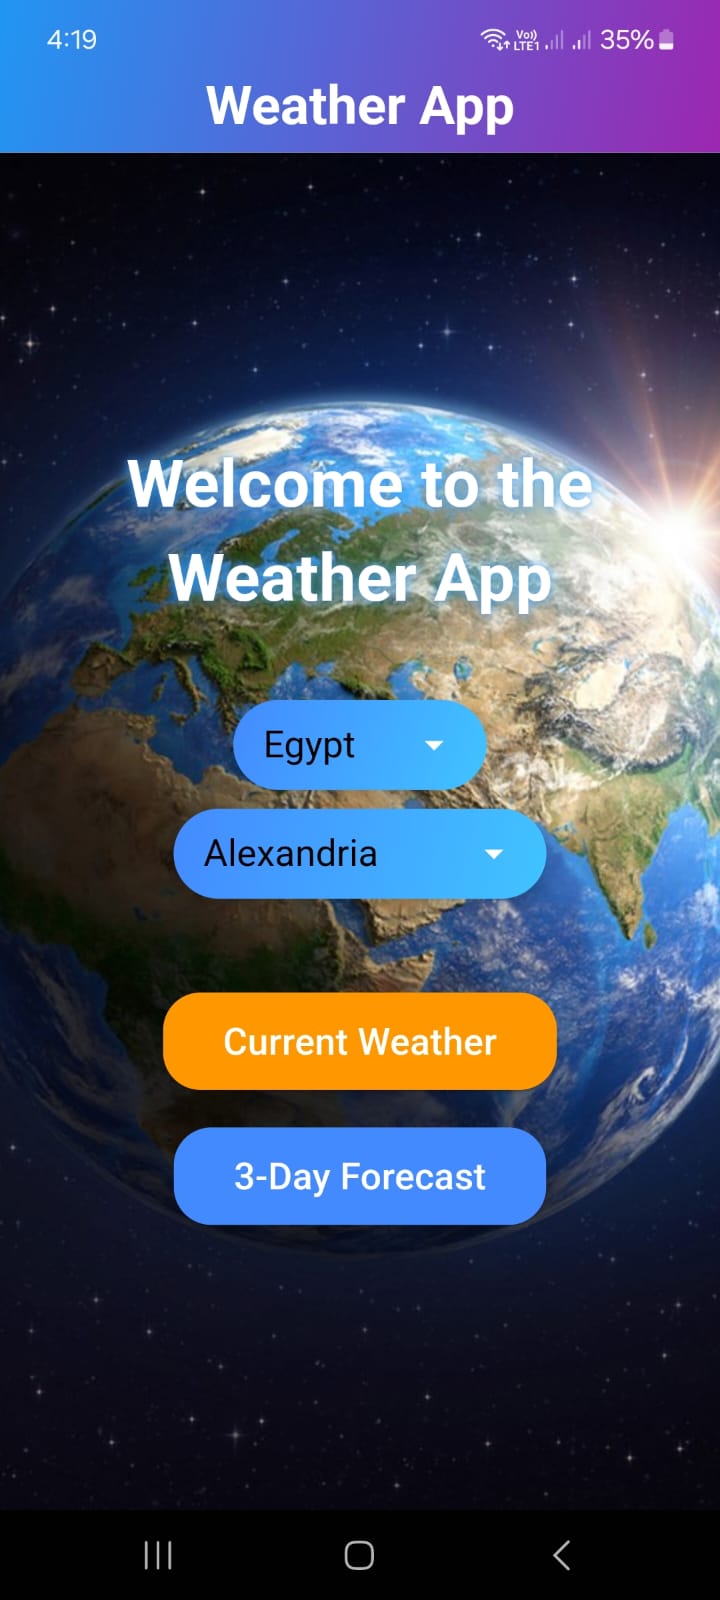 4:19 Vo)) LTE1 35%
Weather App
Welcome to the
Weather App
Egypt
Alexandria
Current Weather
3-Day Forecast